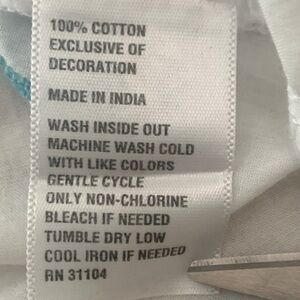 100% COTTON
EXCLUSIVE OF
DECORATION
MADE IN INDIA
WASH INSIDE OUT
MACHINE WASH COLD
WITH LIKE COLORS
GENTLE CYCLE
ONLY NON-CHLORINE
BLEACH IF NEEDED
TUMBLE DRY LOW
COOL IRON IF NEEDED
RN 31104